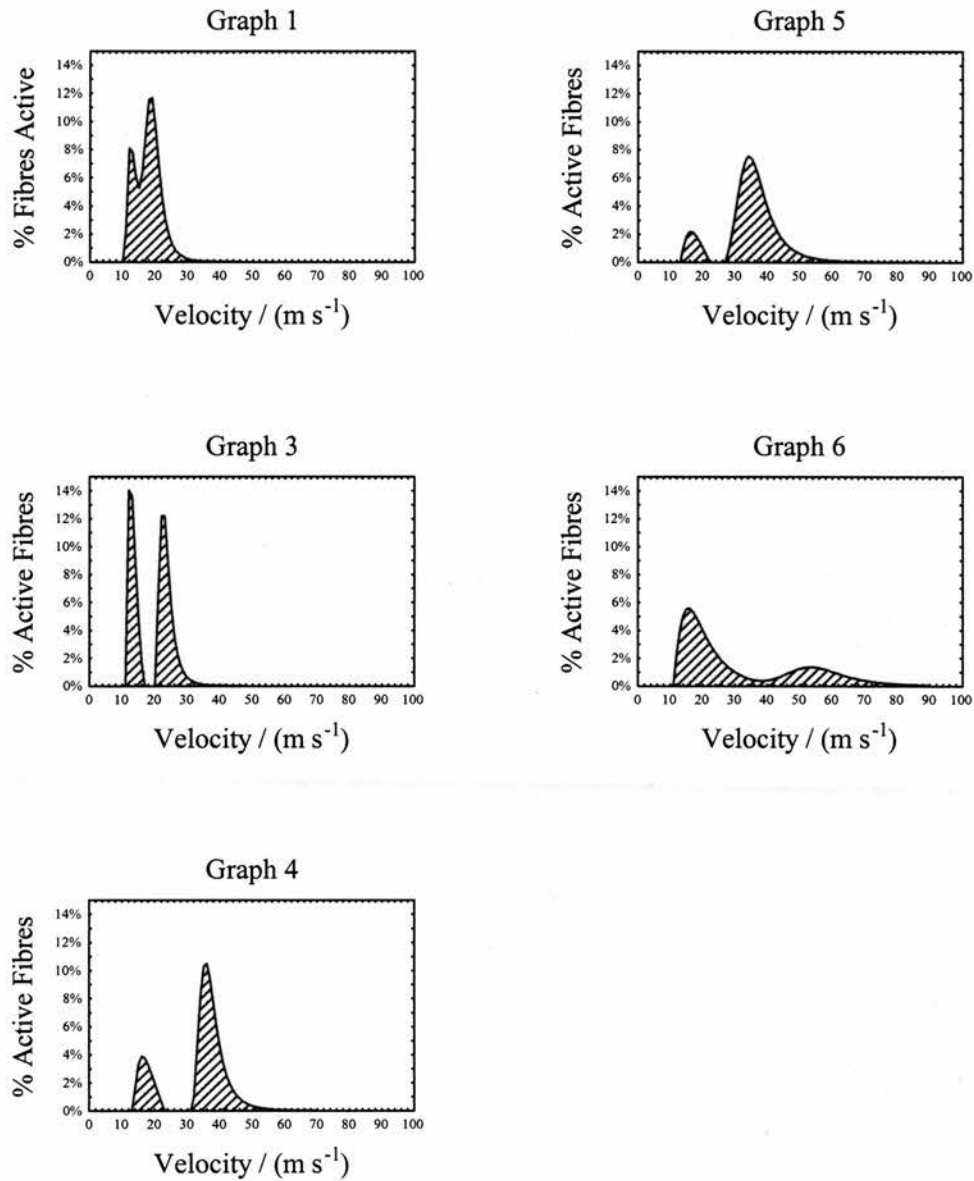 Graph 1
% Fibres Active
14%
12%
10%
8%
6%
4%
2%
0%
0 10 20 30 40 50 60 70 80 90 100
Velocity / (m s⁻¹)
Graph 5
% Active Fibres
14%
12%
10%
8%
6%
4%
2%
0%
0 10 20 30 40 50 60 70 80 90 100
Velocity / (m s⁻¹)
Graph 3
% Active Fibres
14%
12%
10%
8%
6%
4%
2%
0%
0 10 20 30 40 50 60 70 80 90 100
Velocity / (m s⁻¹)
Graph 6
% Active Fibres
14%
12%
10%
8%
6%
4%
2%
0%
0 10 20 30 40 50 60 70 80 90 100
Velocity / (m s⁻¹)
Graph 4
% Active Fibres
14%
12%
10%
8%
6%
4%
2%
0%
0 10 20 30 40 50 60 70 80 90 100
Velocity / (m s⁻¹)